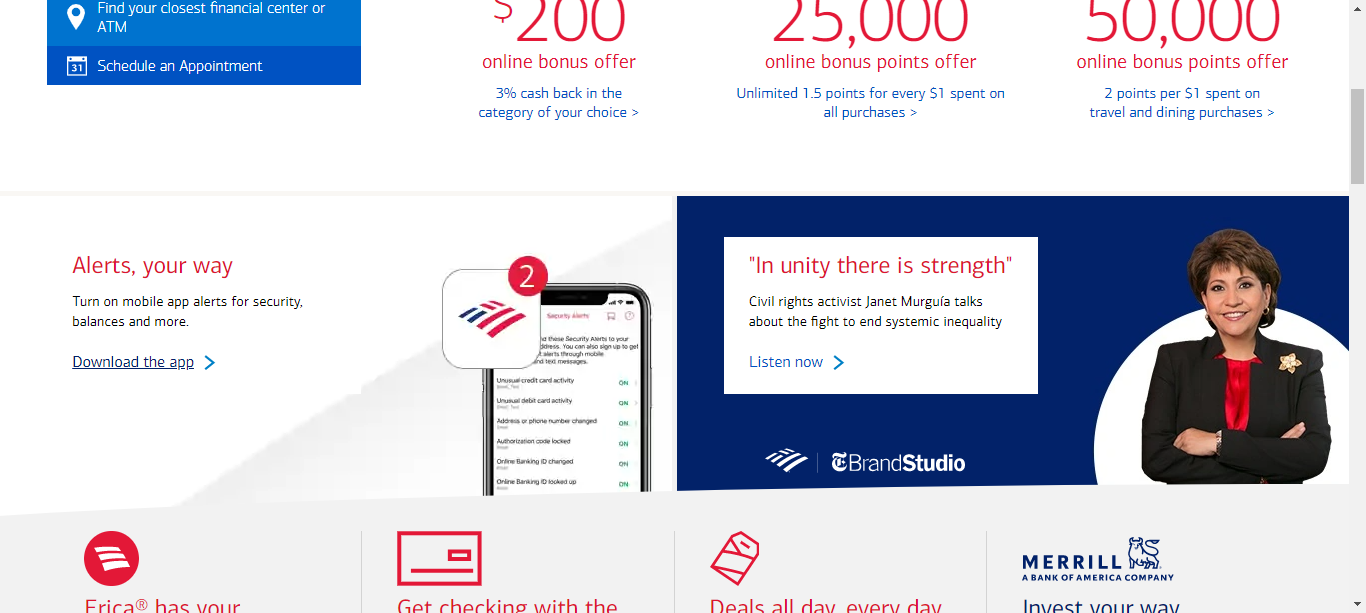 Find your closest financial center or
ATM
31
Schedule an Appointment
$200
online bonus offer
3% cash back in the
category of your choice >
25,000
online bonus points offer
Unlimited 1.5 points for every $1 spent on
all purchases >
50,000
online bonus points offer
2 points per $1 spent on
travel and dining purchases >
Alerts, your way
Turn on mobile app alerts for security,
balances and more.
Download the app
2
Security Alerts
these Security Alerts to your
address. You can also sign up to get
alerts through mobile
and text messages.
Unusual credit card activity
ON
Unusual debit card activity
ON
Address or phone number changed
ON
Authorization code locked
ON
Online Banking ID changed
ON
Online Banking ID looked up
ON
"In unity there is strength"
Civil rights activist Janet Murguía talks
about the fight to end systemic inequality
Listen now
T BrandStudio
Erica® has your
Get checking with the
Deals all day, every day
MERRILL
A BANK OF AMERICA COMPANY
Invest your way